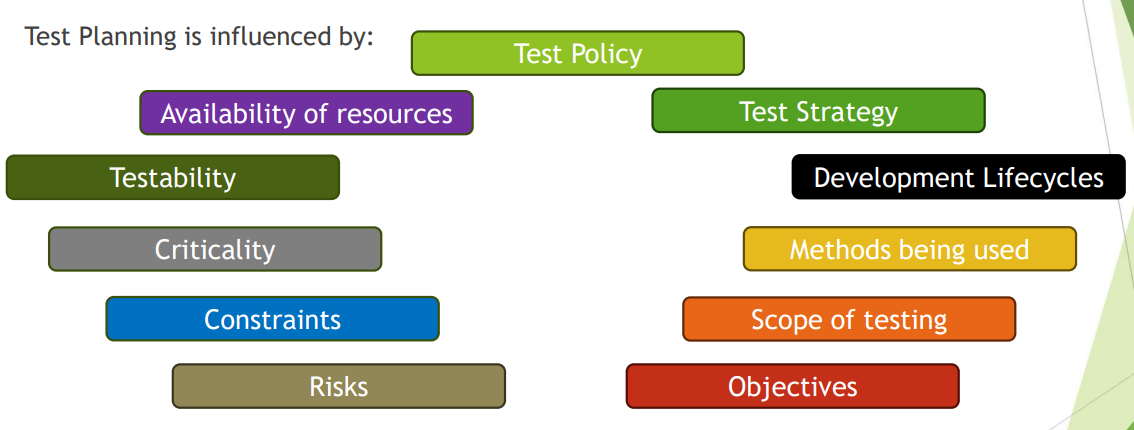 Test Planning is influenced by:
Test Policy
Availability of resources
Test Strategy
Testability
Development Lifecycles
Criticality
Methods being used
Constraints
Scope of testing
Risks
Objectives